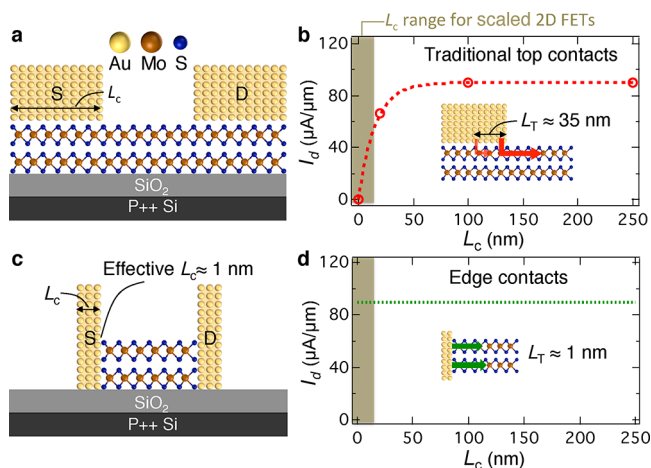 Lc range for scaled 2D FETs
a
Au Mo S
S
D
Lc
SiO2
P++ Si
b
120
80
40
0
Id (μA/μm)
Traditional top contacts
LT ≈ 35 nm
0 50 100 150 200 250
Lc (nm)
c
Effective Lc≈ 1 nm
Lc
S
D
SiO2
P++ Si
d
120
80
40
0
Id (μA/μm)
Edge contacts
LT ≈ 1 nm
0 50 100 150 200 250
Lc (nm)